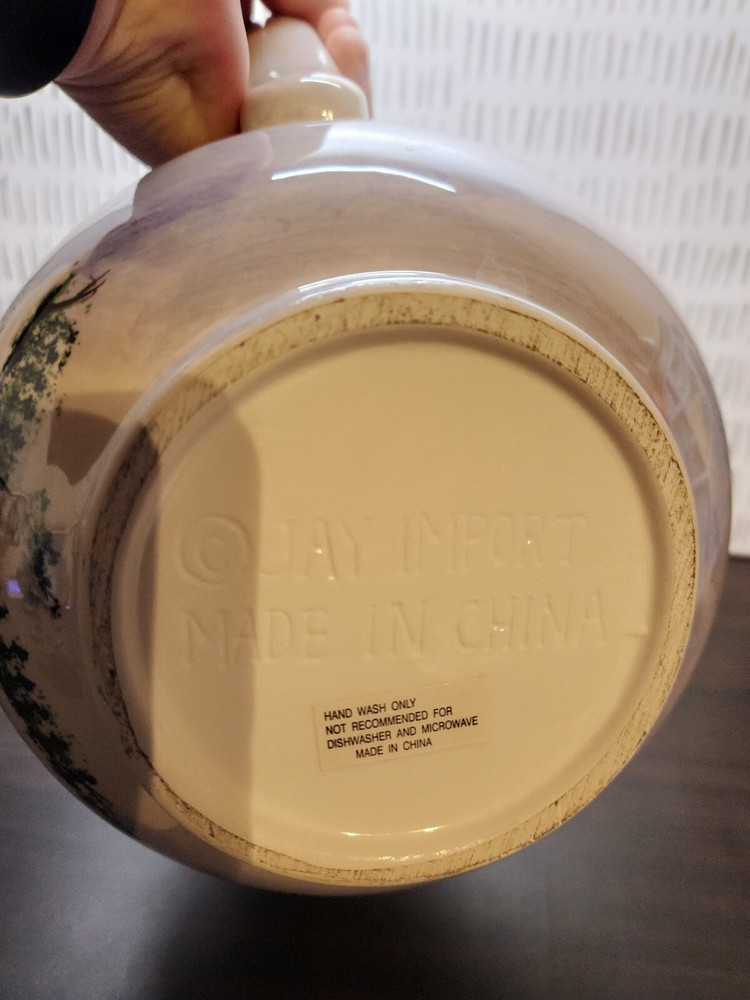 © JAY IMPORT
MADE IN CHINA
HAND WASH ONLY
NOT RECOMMENDED FOR
DISHWASHER AND MICROWAVE
MADE IN CHINA